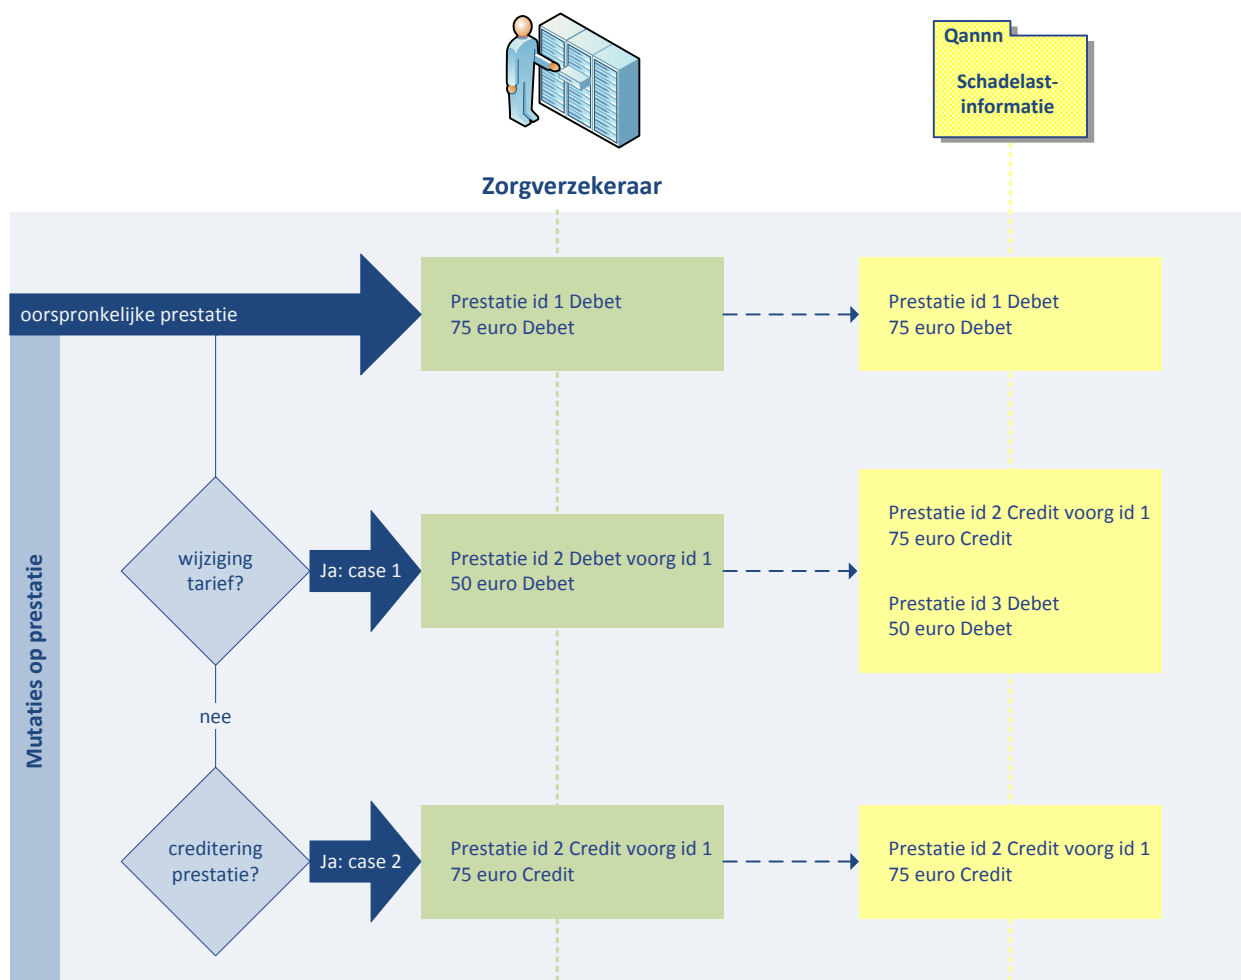 Qannn
Schadelast-
informatie
Zorgverzekeraar
oorspronkelijke prestatie
Prestatie id 1 Debet
75 euro Debet
Prestatie id 1 Debet
75 euro Debet
Mutaties op prestatie
wijziging
tarief?
Ja: case 1
Prestatie id 2 Debet voorg id 1
50 euro Debet
Prestatie id 2 Credit voorg id 1
75 euro Credit
Prestatie id 3 Debet
50 euro Debet
nee
creditering
prestatie?
Ja: case 2
Prestatie id 2 Credit voorg id 1
75 euro Credit
Prestatie id 2 Credit voorg id 1
75 euro Credit